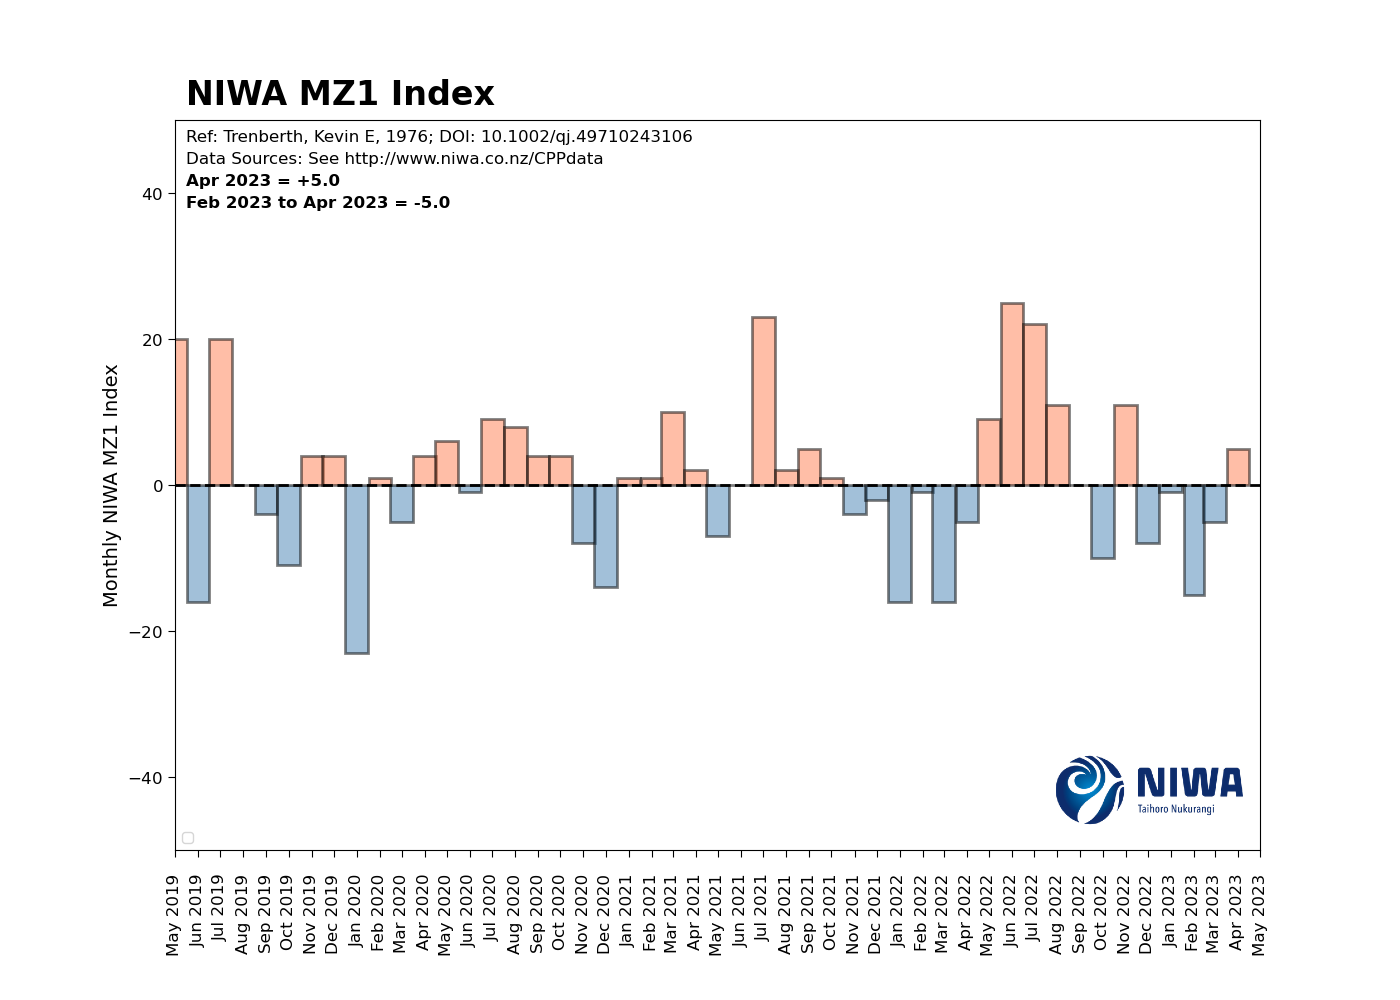 NIWA MZ1 Index
Ref: Trenberth, Kevin E, 1976; DOI: 10.1002/qj.49710243106
Data Sources: See http://www.niwa.co.nz/CPPdata
Apr 2023 = +5.0
Feb 2023 to Apr 2023 = -5.0
Monthly NIWA MZ1 Index
40
20
0
−20
−40
NIWA
Taihoro Nukurangi
May 2019
Jun 2019
Jul 2019
Aug 2019
Sep 2019
Oct 2019
Nov 2019
Dec 2019
Jan 2020
Feb 2020
Mar 2020
Apr 2020
May 2020
Jun 2020
Jul 2020
Aug 2020
Sep 2020
Oct 2020
Nov 2020
Dec 2020
Jan 2021
Feb 2021
Mar 2021
Apr 2021
May 2021
Jun 2021
Jul 2021
Aug 2021
Sep 2021
Oct 2021
Nov 2021
Dec 2021
Jan 2022
Feb 2022
Mar 2022
Apr 2022
May 2022
Jun 2022
Jul 2022
Aug 2022
Sep 2022
Oct 2022
Nov 2022
Dec 2022
Jan 2023
Feb 2023
Mar 2023
Apr 2023
May 2023